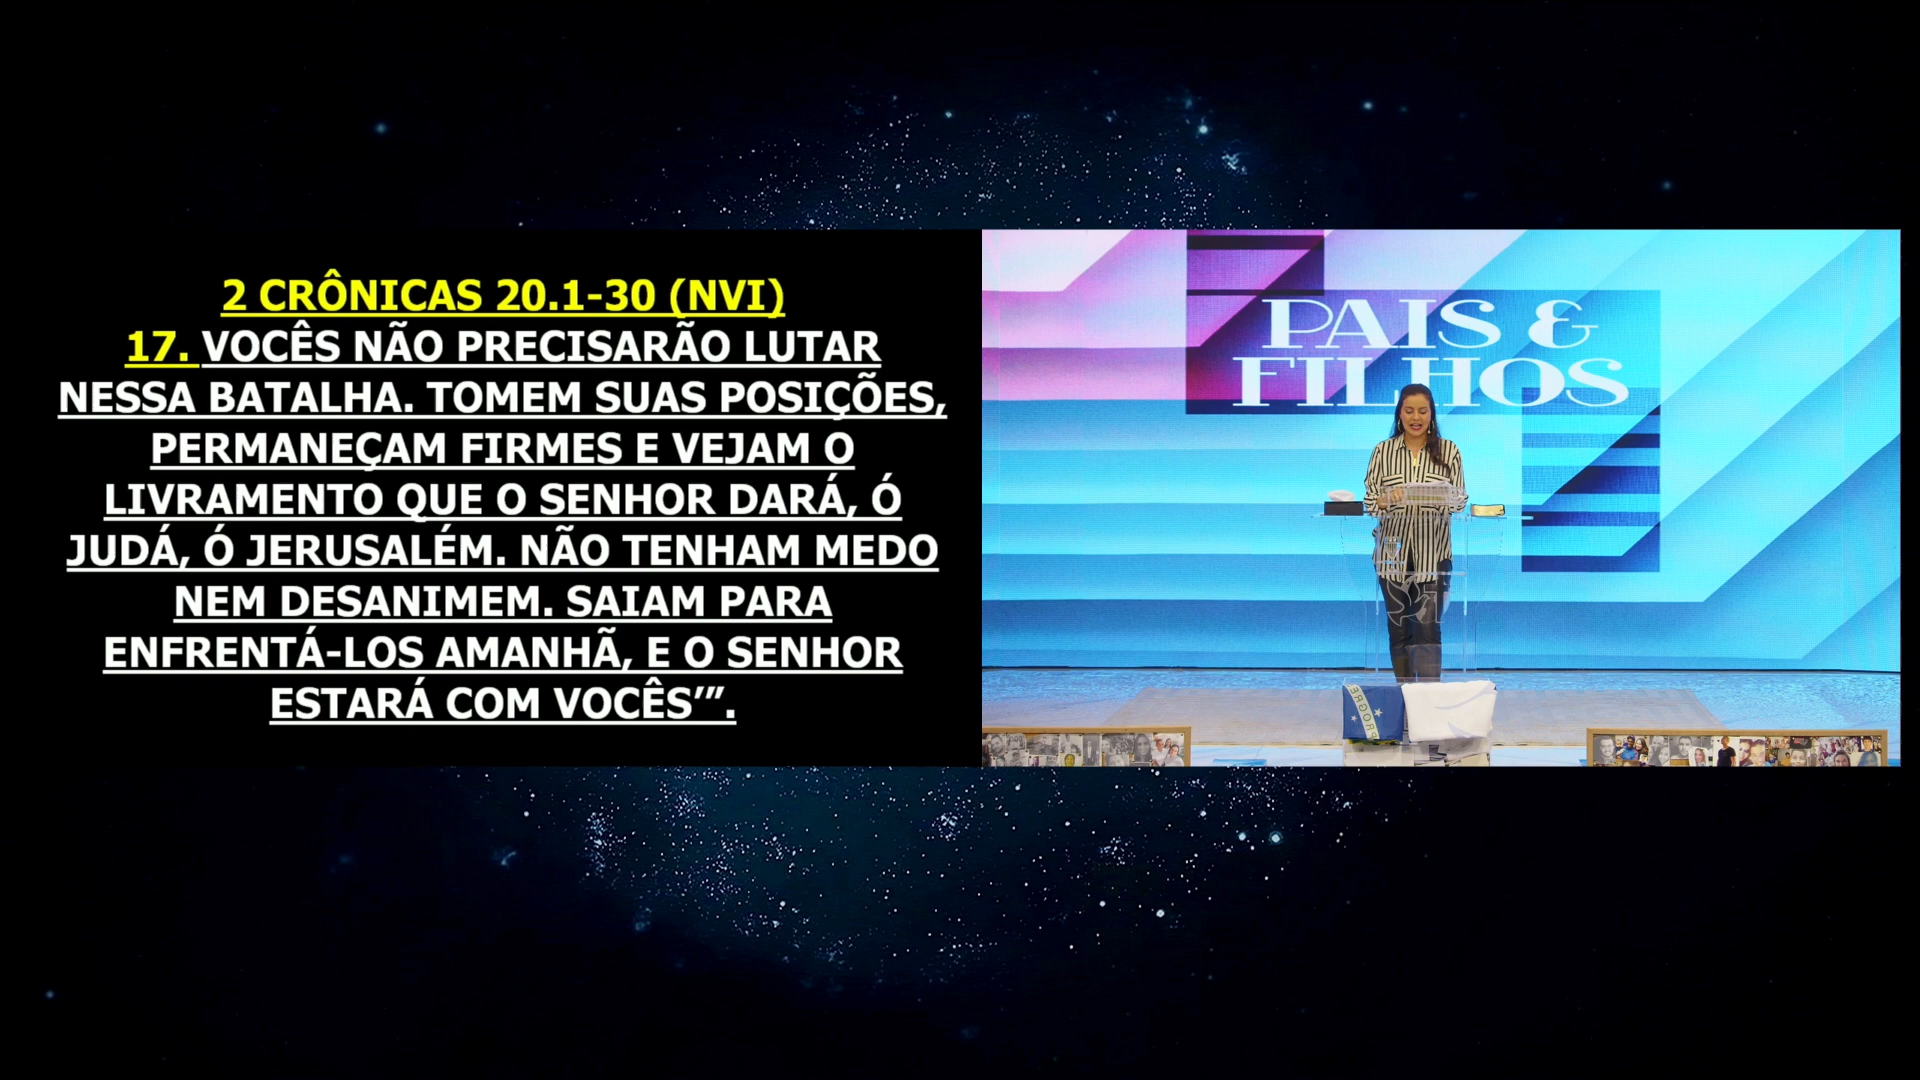 2 CRÔNICAS 20.1-30 (NVI)
17. VOCÊS NÃO PRECISARÃO LUTAR
NESSA BATALHA. TOMEM SUAS POSIÇÕES,
PERMANEÇAM FIRMES E VEJAM O
LIVRAMENTO QUE O SENHOR DARÁ, Ó
JUDÁ, Ó JERUSALÉM. NÃO TENHAM MEDO
NEM DESANIMEM. SAIAM PARA
ENFRENTÁ-LOS AMANHÃ, E O SENHOR
ESTARÁ COM VOCÊS’”.
PAIS &
FILHOS
PROGRE